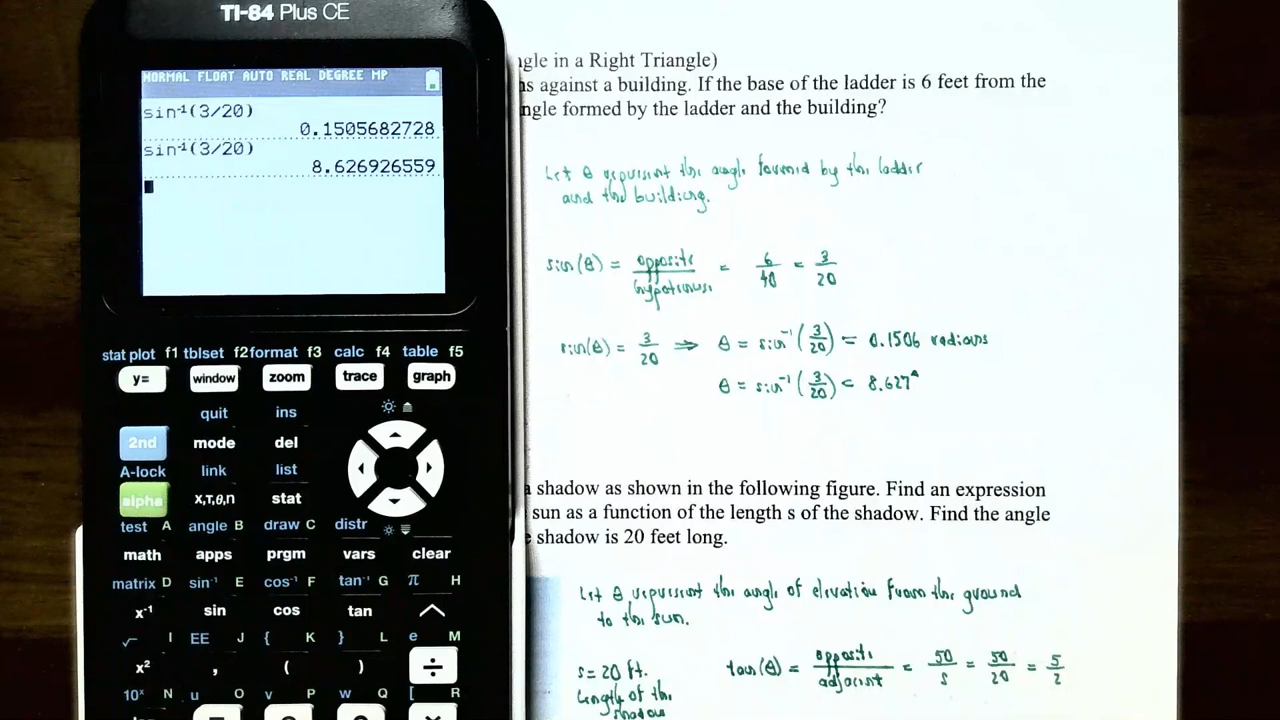 TI-84 Plus CE
NORMAL FLOAT AUTO REAL DEGREE MP
sin⁻¹(3/20)
0.1505682728
sin⁻¹(3/20)
8.626926559
stat plot f1 tblset f2 format f3 calc f4 table f5
y= window zoom trace graph
quit ins
2nd mode del
A-lock link list
alpha x,T,θ,n stat
test A angle B draw C distr
math apps prgm vars clear
matrix D sin⁻¹ E cos⁻¹ F tan⁻¹ G π H
x⁻¹ sin cos tan ^
√ I EE J { K } L e M
x² , ( ) ÷
10ˣ N u O v P w Q [ R
gle in a Right Triangle)
s against a building. If the base of the ladder is 6 feet from the
ngle formed by the ladder and the building?
Let θ represent the angle formed by the ladder
and the building.
sin(θ) = opposite/hypotenuse = 6/40 = 3/20
sin(θ) = 3/20 ⇒ θ = sin⁻¹(3/20) = 0.1506 radians
θ = sin⁻¹(3/20) = 8.627°
a shadow as shown in the following figure. Find an expression
sun as a function of the length s of the shadow. Find the angle
shadow is 20 feet long.
Let θ represent the angle of elevation from the ground
to the sun.
s = 20 ft. tan(θ) = opposite/adjacent = 50/s = 50/20 = 5/2
length of the
shadow